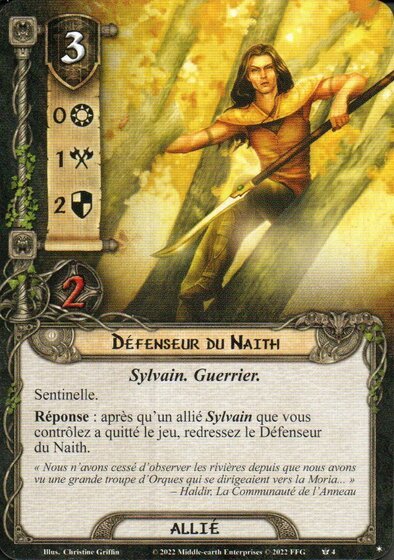 3
0
1
2
2
DÉFENSEUR DU NAITH
Sylvain. Guerrier.
Sentinelle.
Réponse : après qu'un allié Sylvain que vous
contrôlez a quitté le jeu, redressez le Défenseur
du Naith.
« Nous n'avons cessé d'observer les rivières depuis que nous avons
vu une grande troupe d'Orques qui se dirigeaient vers la Moria... »
– Haldir, La Communauté de l'Anneau
ALLIÉ
Illus. Christine Griffin © 2022 Middle-earth Enterprises © 2022 FFG 4